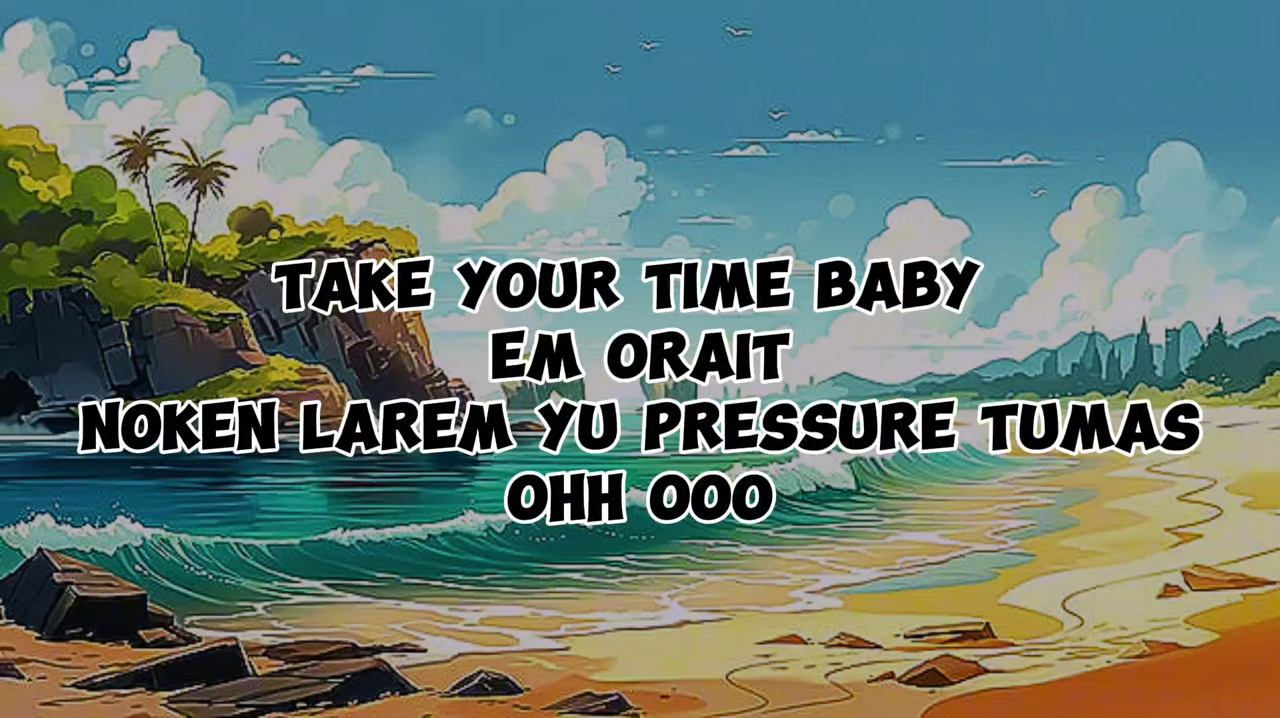 TAKE YOUR TIME BABY
EM ORAIT
NOKEN LAREM YU PRESSURE TUMAS
OHH OOO